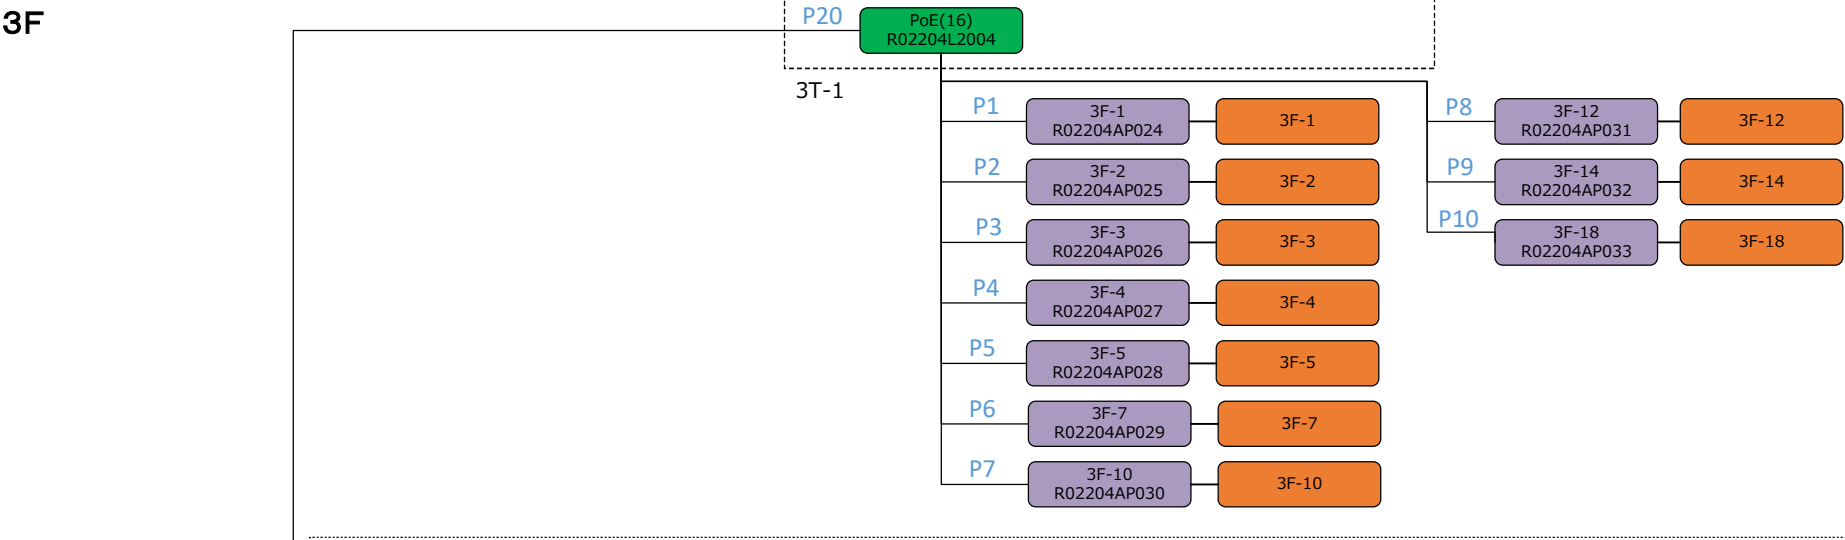 3F
P20
PoE(16)
R02204L2004
3T-1
P1
3F-1
R02204AP024
3F-1
P2
3F-2
R02204AP025
3F-2
P3
3F-3
R02204AP026
3F-3
P4
3F-4
R02204AP027
3F-4
P5
3F-5
R02204AP028
3F-5
P6
3F-7
R02204AP029
3F-7
P7
3F-10
R02204AP030
3F-10
P8
3F-12
R02204AP031
3F-12
P9
3F-14
R02204AP032
3F-14
P10
3F-18
R02204AP033
3F-18